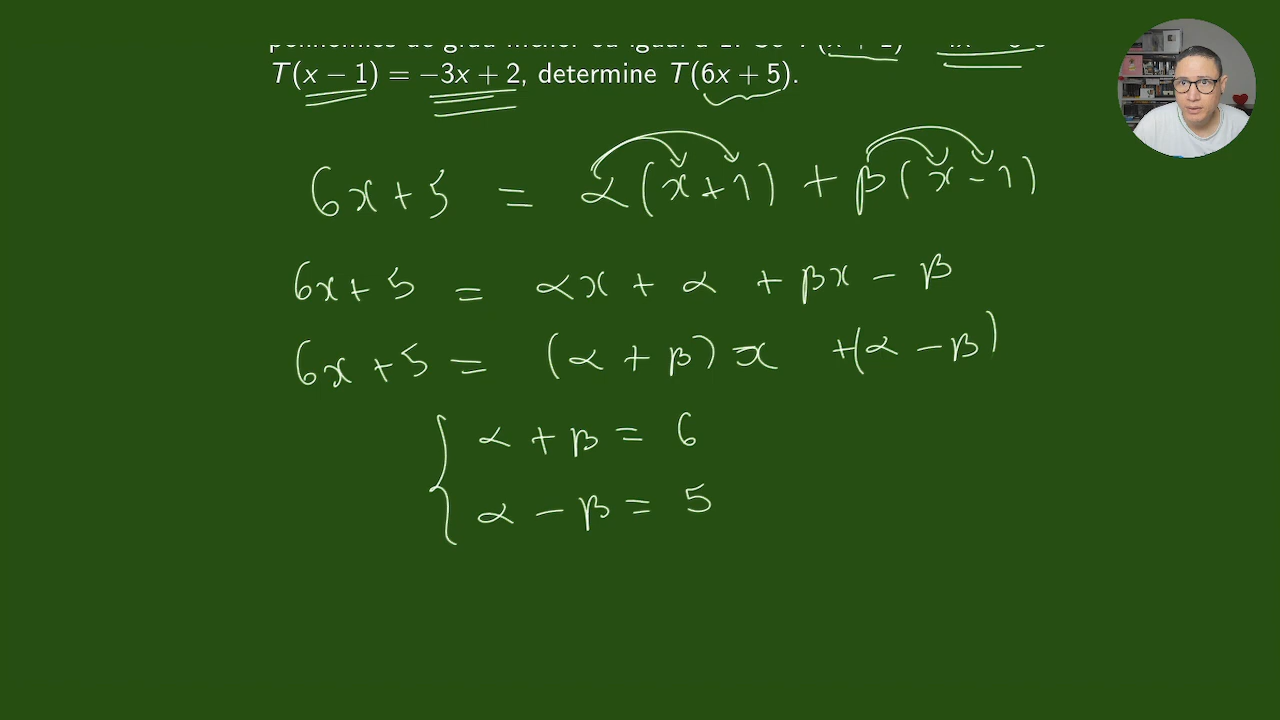 T(x − 1) = −3x + 2, determine T(6x + 5).
6x + 5 = α(x + 1) + β(x − 1)
6x + 5 = αx + α + βx − β
6x + 5 = (α + β)x + (α − β)
α + β = 6
α − β = 5